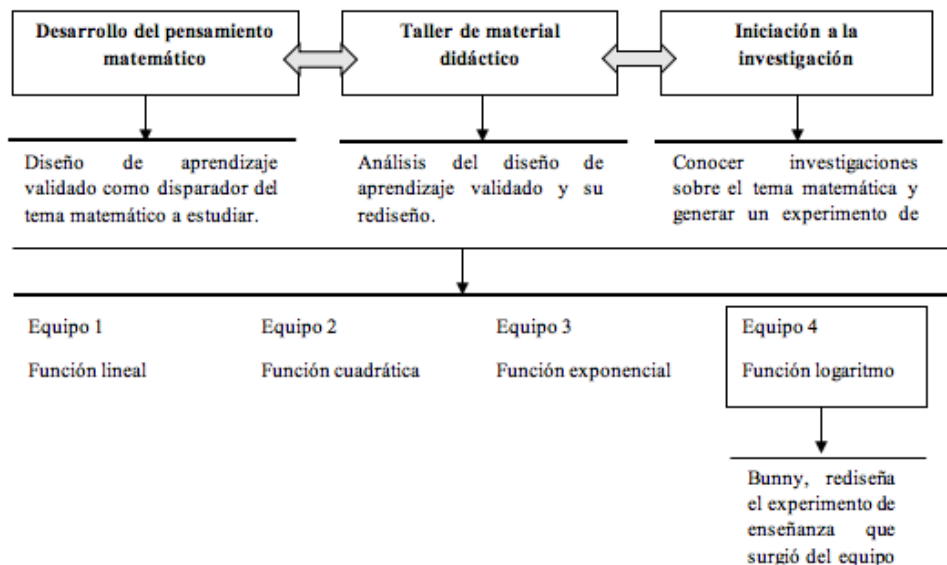 Desarrollo del pensamiento
matemático
Taller de material
didáctico
Iniciación a la
investigación
Diseño de aprendizaje
validado como disparador del
tema matemático a estudiar.
Análisis del diseño de
aprendizaje validado y su
rediseño.
Conocer investigaciones
sobre el tema matemática y
generar un experimento de
Equipo 1
Función lineal
Equipo 2
Función cuadrática
Equipo 3
Función exponencial
Equipo 4
Función logaritmo
Bunny, rediseña
el experimento de
enseñanza que
surgió del equipo